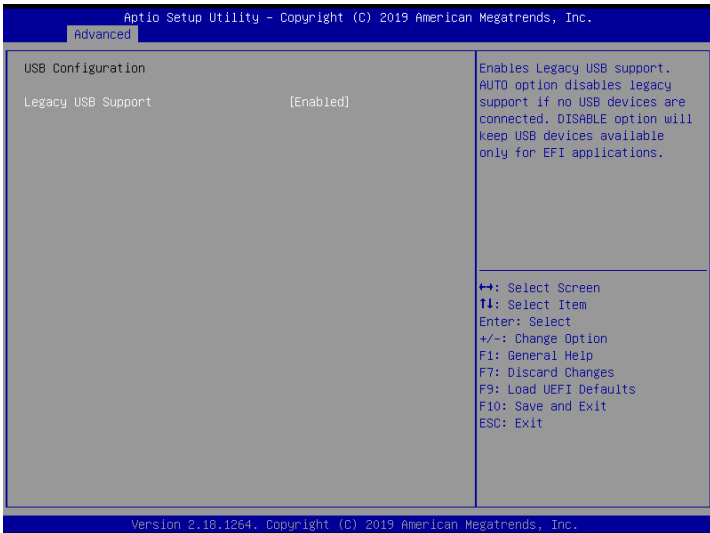 Aptio Setup Utility – Copyright (C) 2019 American Megatrends, Inc.
Advanced
USB Configuration
Legacy USB Support [Enabled]
Enables Legacy USB support.
AUTO option disables legacy
support if no USB devices are
connected. DISABLE option will
keep USB devices available
only for EFI applications.
↔: Select Screen
↑↓: Select Item
Enter: Select
+/-: Change Option
F1: General Help
F7: Discard Changes
F9: Load UEFI Defaults
F10: Save and Exit
ESC: Exit
Version 2.18.1264. Copyright (C) 2019 American Megatrends, Inc.